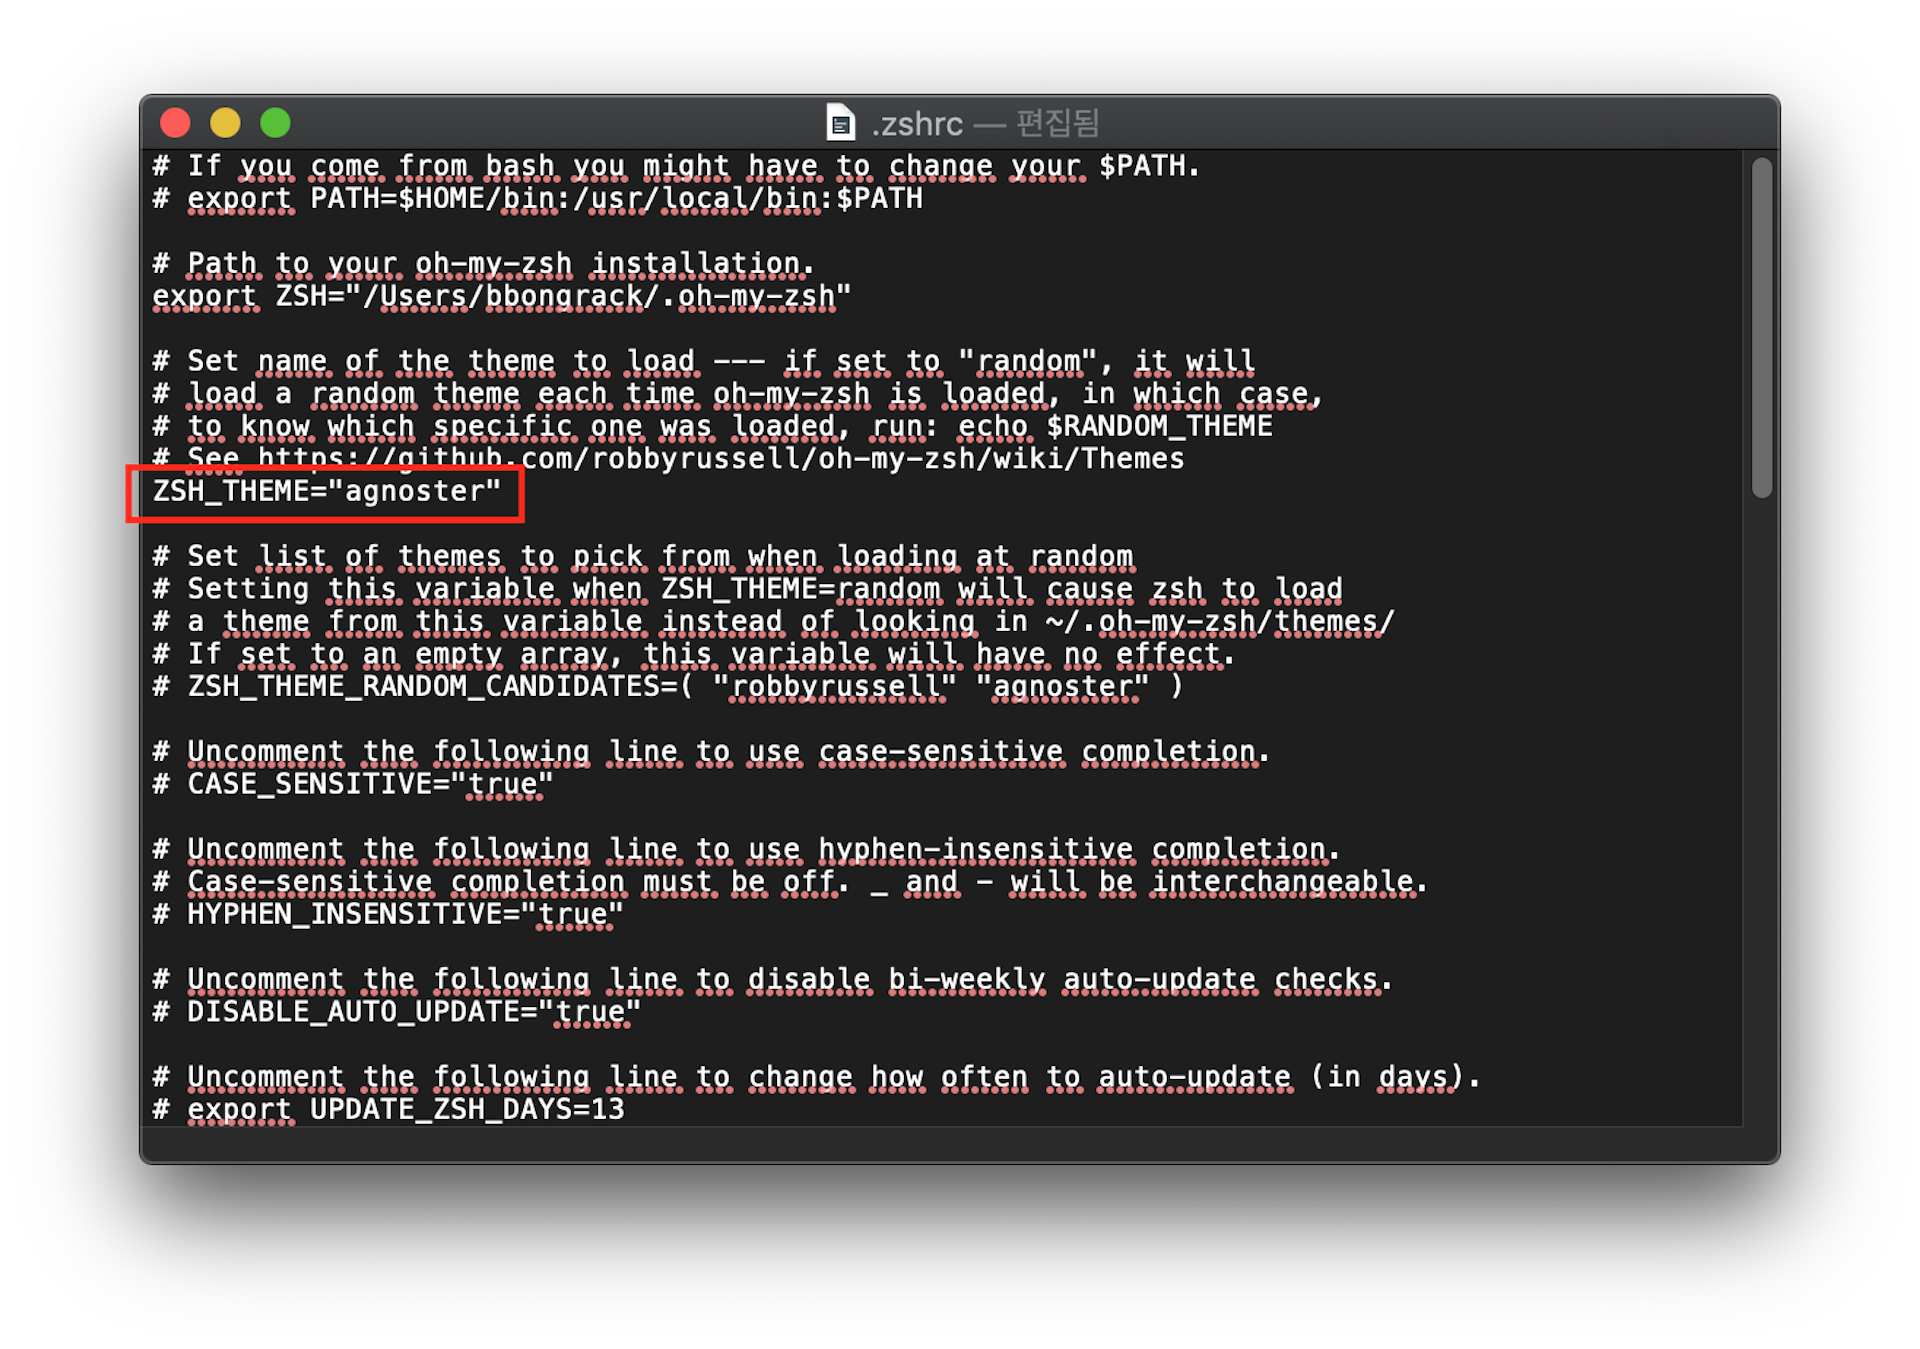 .zshrc — 편집됨
# If you come from bash you might have to change your $PATH.
# export PATH=$HOME/bin:/usr/local/bin:$PATH
# Path to your oh-my-zsh installation.
export ZSH="/Users/bbongrack/.oh-my-zsh"
# Set name of the theme to load --- if set to "random", it will
# load a random theme each time oh-my-zsh is loaded, in which case,
# to know which specific one was loaded, run: echo $RANDOM_THEME
# See https://github.com/robbyrussell/oh-my-zsh/wiki/Themes
ZSH_THEME="agnoster"
# Set list of themes to pick from when loading at random
# Setting this variable when ZSH_THEME=random will cause zsh to load
# a theme from this variable instead of looking in ~/.oh-my-zsh/themes/
# If set to an empty array, this variable will have no effect.
# ZSH_THEME_RANDOM_CANDIDATES=( "robbyrussell" "agnoster" )
# Uncomment the following line to use case-sensitive completion.
# CASE_SENSITIVE="true"
# Uncomment the following line to use hyphen-insensitive completion.
# Case-sensitive completion must be off. _ and - will be interchangeable.
# HYPHEN_INSENSITIVE="true"
# Uncomment the following line to disable bi-weekly auto-update checks.
# DISABLE_AUTO_UPDATE="true"
# Uncomment the following line to change how often to auto-update (in days).
# export UPDATE_ZSH_DAYS=13